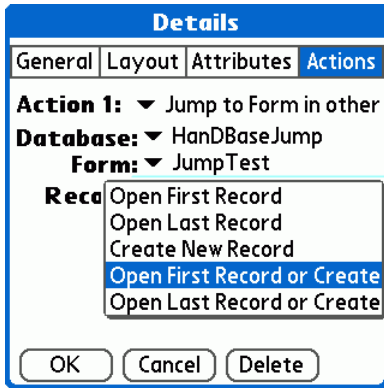 Details
General Layout Attributes Actions
Action 1: Jump to Form in other
Database: HanDBaseJump
Form: JumpTest
Reco
Open First Record
Open Last Record
Create New Record
Open First Record or Create
Open Last Record or Create
OK Cancel Delete